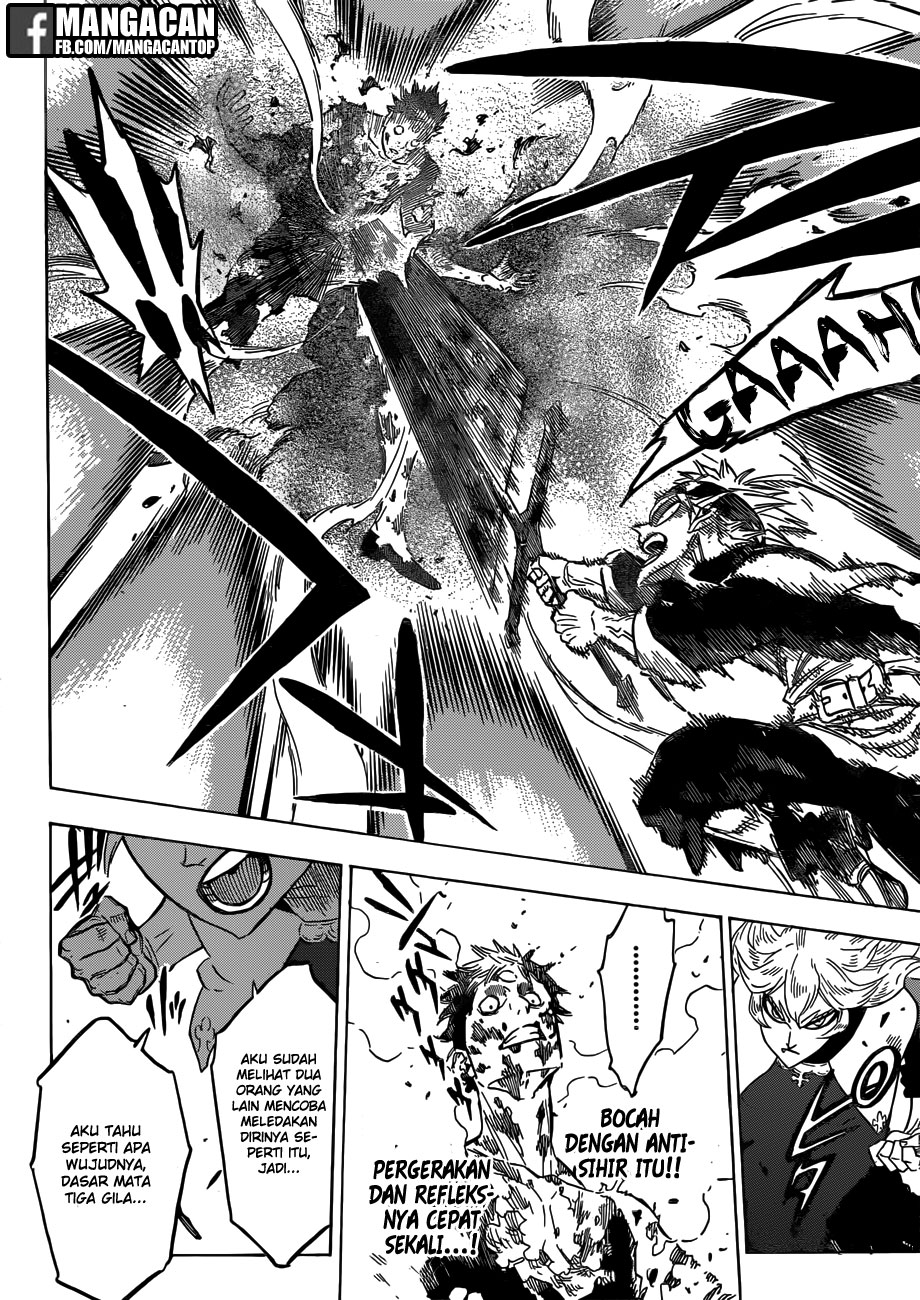 f MANGACAN
FB.COM/MANGACANTOP
GAAAH
.........
BOCAH
DENGAN ANTI-
SIHIR ITU!!
PERGERAKAN
DAN REFLEKS-
NYA CEPAT
SEKALI...!
AKU SUDAH
MELIHAT DUA
ORANG YANG
LAIN MENCOBA
MELEDAKAN
DIRINYA SE-
PERTI ITU,
JADI...
AKU TAHU
SEPERTI APA
WUJUDNYA,
DASAR MATA
TIGA GILA...